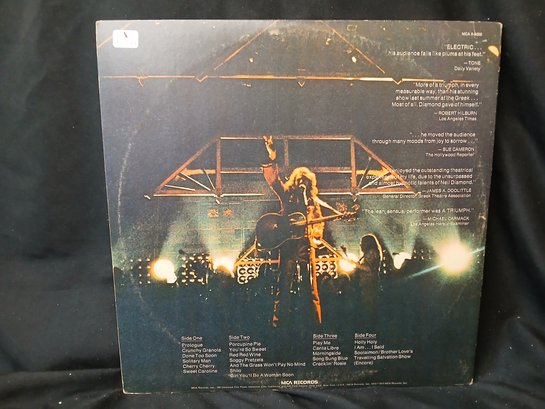 MCA 2-8000
"ELECTRIC . . .
his audience falls like plums at his feet."
— TONE
Daily Variety
"More of a triumph, in every
measurable way, than his stunning
show last summer at the Greek . . .
Most of all, Diamond gave of himself."
— ROBERT HILBURN
Los Angeles Times
". . . he moved the audience
through many moods from joy to sorrow . . ."
— SUE CAMERON
The Hollywood Reporter
enjoyed the outstanding theatrical
of my life, due to the unsurpassed
and almost hypnotic talents of Neil Diamond."
— JAMES A. DOOLITTLE
General Director, Greek Theatre Association
"The lean, sensual performer was A TRIUMPH."
— MICHAEL CARMACK
Los Angeles Herald Examiner
Side One
Prologue
Crunchy Granola
Done Too Soon
Solitary Man
Cherry Cherry
Sweet Caroline
Side Two
Porcupine Pie
You're So Sweet
Red Red Wine
Soggy Pretzels
And The Grass Won't Pay No Mind
Shilo
Girl You'll Be A Woman Soon
Side Three
Play Me
Canta Libre
Morningside
Song Sung Blue
Cracklin' Rosie
Side Four
Holly Holy
I Am . . . I Said
Soolaimon/Brother Love's
Travelling Salvation Show
(Encore)
MCA RECORDS